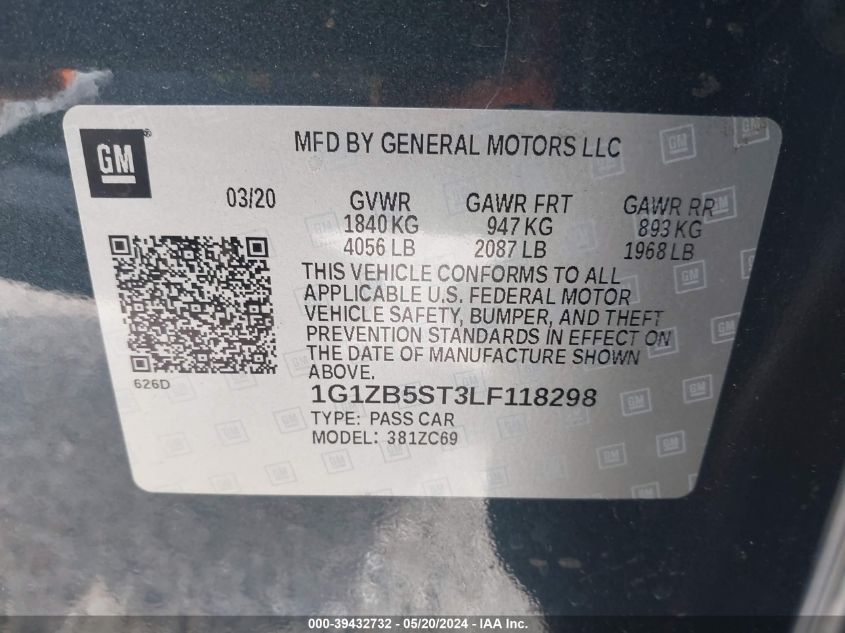 GM®
MFD BY GENERAL MOTORS LLC
03/20 GVWR GAWR FRT GAWR RR
1840 KG 947 KG 893 KG
4056 LB 2087 LB 1968 LB
THIS VEHICLE CONFORMS TO ALL
APPLICABLE U.S. FEDERAL MOTOR
VEHICLE SAFETY, BUMPER, AND THEFT
PREVENTION STANDARDS IN EFFECT ON
THE DATE OF MANUFACTURE SHOWN
ABOVE.
626D
1G1ZB5ST3LF118298
TYPE: PASS CAR
MODEL: 381ZC69
000-39432732 - 05/20/2024 - IAA Inc.